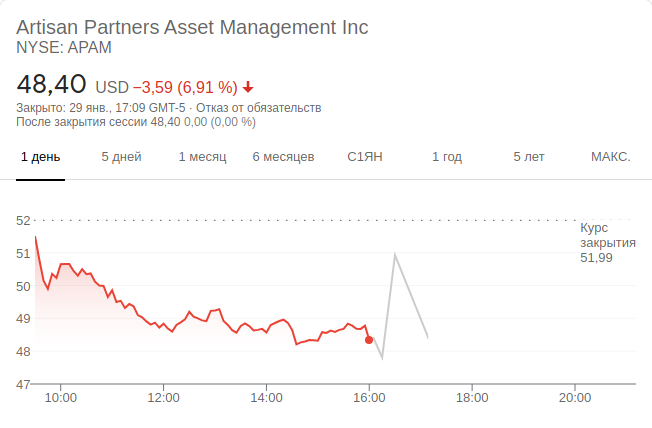 Artisan Partners Asset Management Inc
NYSE: APAM
48,40 USD −3,59 (6,91 %)
Закрыто: 29 янв., 17:09 GMT-5 · Отказ от обязательств
После закрытия сессии 48,40 0,00 (0,00 %)
1 день 5 дней 1 месяц 6 месяцев С1ЯН 1 год 5 лет МАКС.
52
Курс
закрытия
51,99
51
50
49
48
47
10:00 12:00 14:00 16:00 18:00 20:00